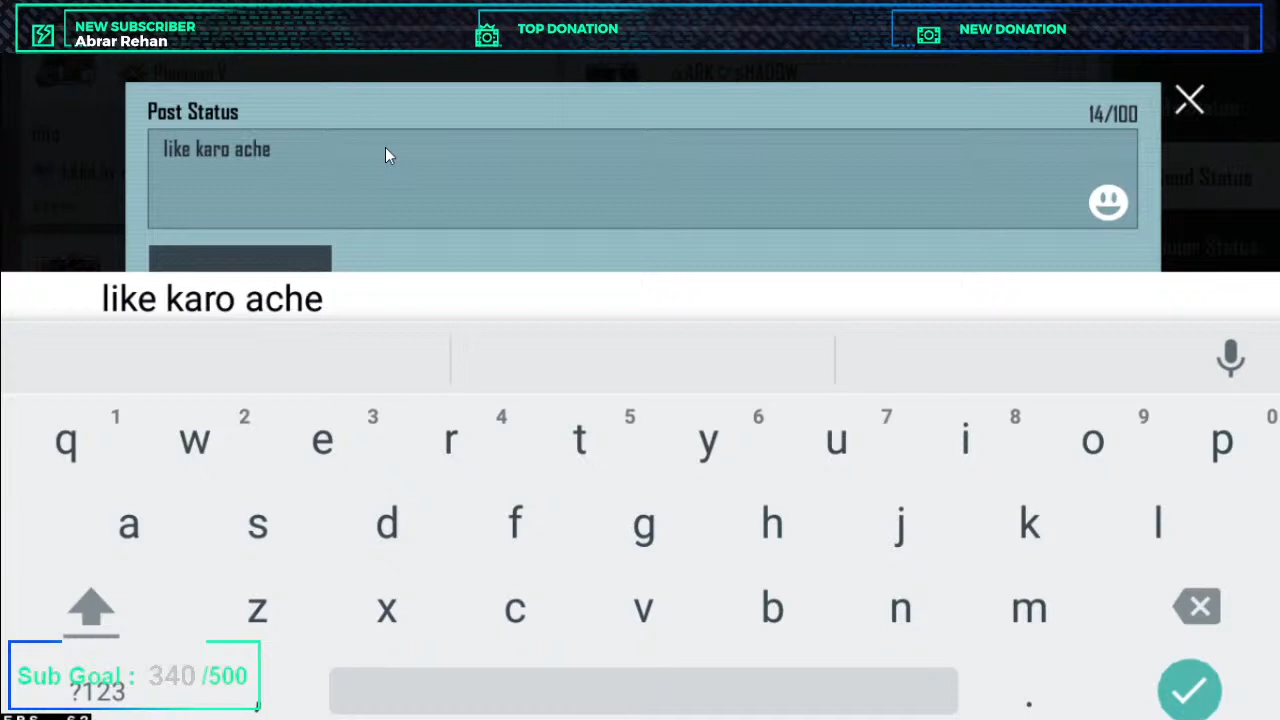 NEW SUBSCRIBER
Abrar Rehan
TOP DONATION
NEW DONATION
Post Status
14/100
like karo ache
Status
like karo ache
1 2 3 4 5 6 7 8 9 0
q w e r t y u i o p
a s d f g h j k l
z x c v b n m
Sub Goal : 340 /500
?123 , .